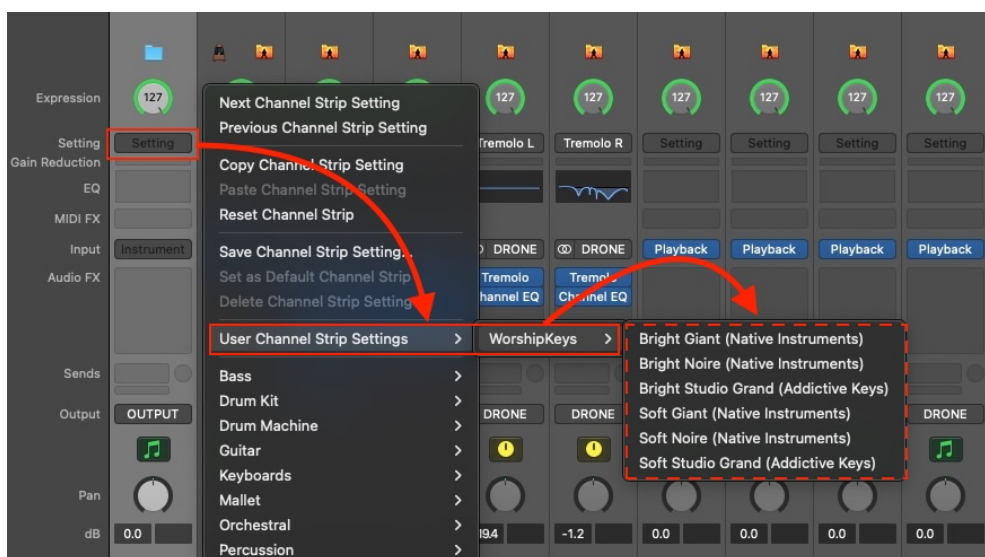 Expression 127 127 127 127 127 127 127
Setting Setting Tremolo L Tremolo R Setting Setting Setting Setting
Gain Reduction
EQ
MIDI FX
Input Instrument DRONE DRONE Playback Playback Playback Playback
Audio FX Tremolo Tremolo
Channel EQ
Sends
Output OUTPUT DRONE DRONE DRONE
Pan
dB 0.0 -1.2 0.0 0.0 0.0 0.0
Next Channel Strip Setting
Previous Channel Strip Setting
Copy Channel Strip Setting
Paste Channel Strip Setting
Reset Channel Strip
Save Channel Strip Setting...
Set as Default Channel Strip
Delete Channel Strip Setting
User Channel Strip Settings
Bass
Drum Kit
Drum Machine
Guitar
Keyboards
Mallet
Orchestral
Percussion
WorshipKeys
Bright Giant (Native Instruments)
Bright Noire (Native Instruments)
Bright Studio Grand (Addictive Keys)
Soft Giant (Native Instruments)
Soft Noire (Native Instruments)
Soft Studio Grand (Addictive Keys)